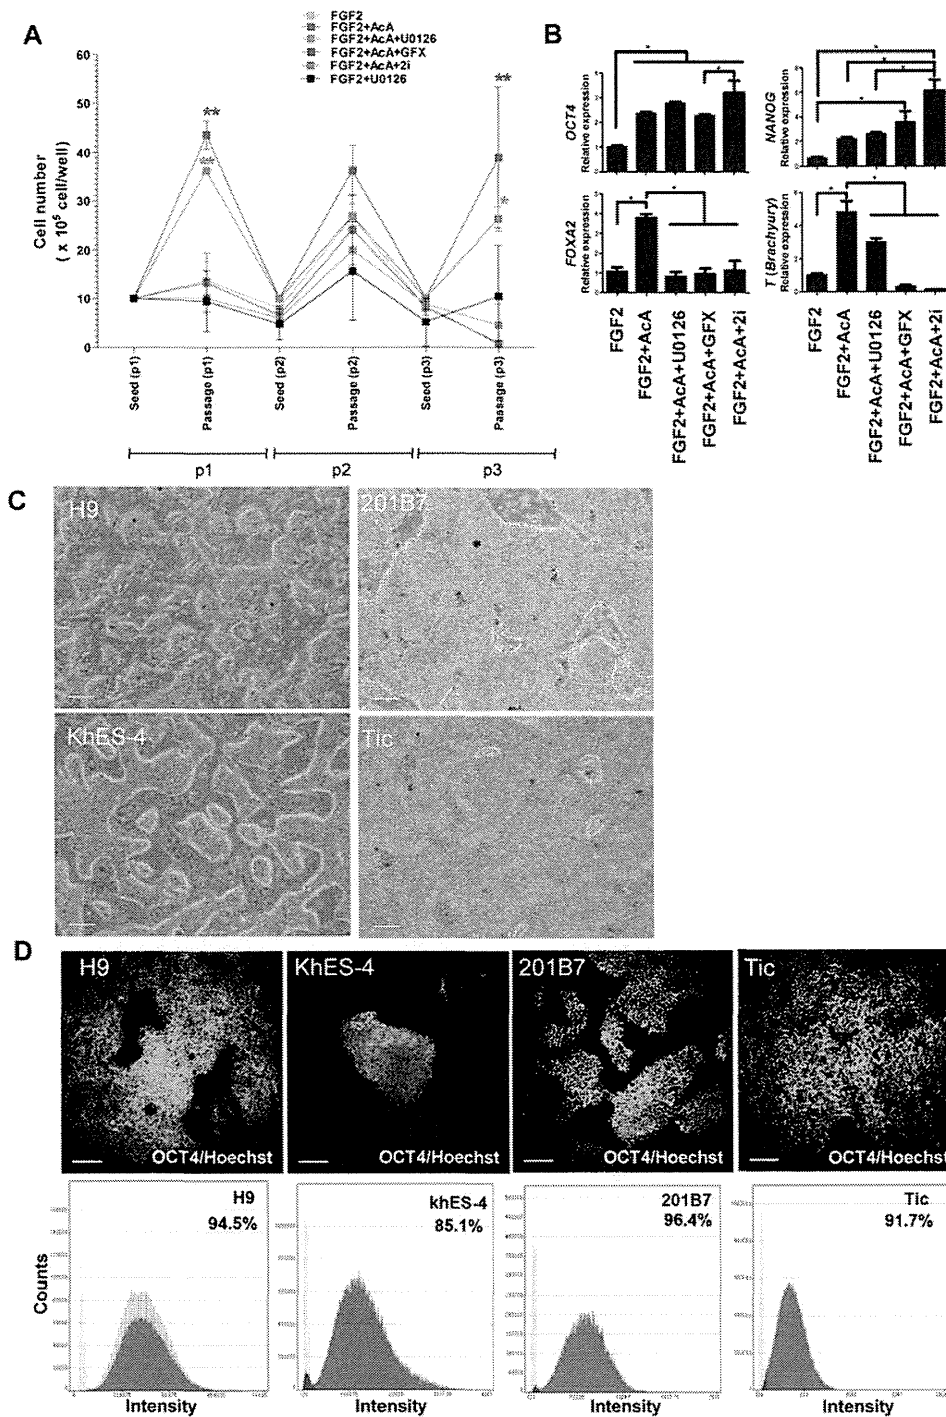 A
FGF2
FGF2+AcA
FGF2+AcA+U0126
FGF2+AcA+GFX
FGF2+AcA+2i
FGF2+U0126
Cell number
( x 10⁵ cell/well)
60
50
40
30
20
10
0
**
**
**
*
Seed (p1)
Passage (p1)
Seed (p2)
Passage (p2)
Seed (p3)
Passage (p3)
p1
p2
p3
B
OCT4
Relative expression
NANOG
Relative expression
FOXA2
Relative expression
T (Brachyury)
Relative expression
FGF2
FGF2+AcA
FGF2+AcA+U0126
FGF2+AcA+GFX
FGF2+AcA+2i
FGF2
FGF2+AcA
FGF2+AcA+U0126
FGF2+AcA+GFX
FGF2+AcA+2i
C
H9
201B7
KhES-4
Tic
D
H9
OCT4/Hoechst
KhES-4
OCT4/Hoechst
201B7
OCT4/Hoechst
Tic
OCT4/Hoechst
Counts
H9
94.5%
Intensity
khES-4
85.1%
Intensity
201B7
96.4%
Intensity
Tic
91.7%
Intensity